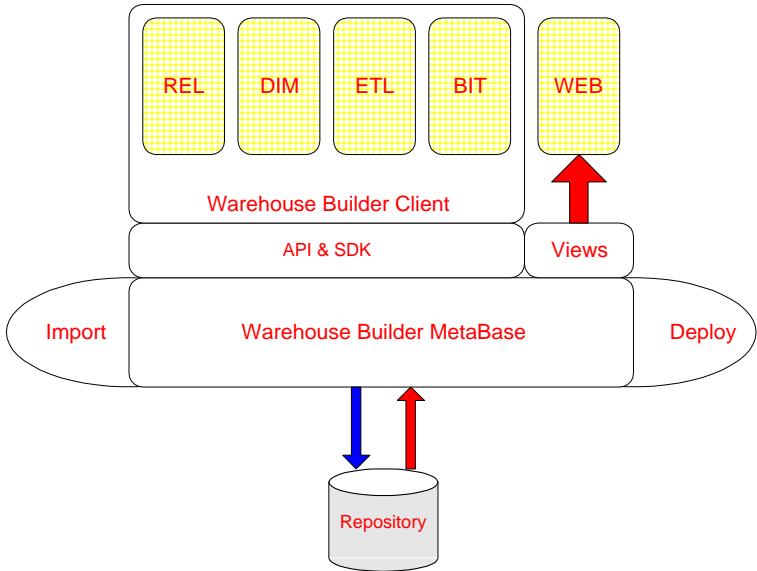 REL
DIM
ETL
BIT
WEB
Warehouse Builder Client
API & SDK
Views
Import
Warehouse Builder MetaBase
Deploy
Repository